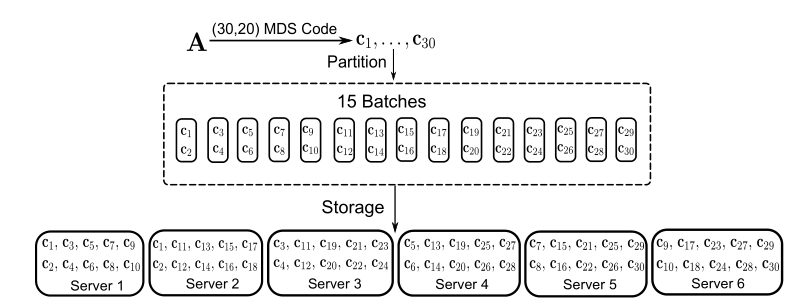 (30,20) MDS Code
A c₁, ..., c₃₀
Partition
15 Batches
c₁ c₃ c₅ c₇ c₉ c₁₁ c₁₃ c₁₅ c₁₇ c₁₉ c₂₁ c₂₃ c₂₅ c₂₇ c₂₉
c₂ c₄ c₆ c₈ c₁₀ c₁₂ c₁₄ c₁₆ c₁₈ c₂₀ c₂₂ c₂₄ c₂₆ c₂₈ c₃₀
Storage
c₁, c₃, c₅, c₇, c₉
c₂, c₄, c₆, c₈, c₁₀
Server 1
c₁, c₁₁, c₁₃, c₁₅, c₁₇
c₂, c₁₂, c₁₄, c₁₆, c₁₈
Server 2
c₃, c₁₁, c₁₉, c₂₁, c₂₃
c₄, c₁₂, c₂₀, c₂₂, c₂₄
Server 3
c₅, c₁₃, c₁₉, c₂₅, c₂₇
c₆, c₁₄, c₂₀, c₂₆, c₂₈
Server 4
c₇, c₁₅, c₂₁, c₂₅, c₂₉
c₈, c₁₆, c₂₂, c₂₆, c₃₀
Server 5
c₉, c₁₇, c₂₃, c₂₇, c₂₉
c₁₀, c₁₈, c₂₄, c₂₈, c₃₀
Server 6